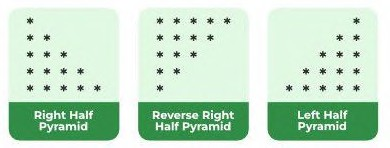 *
* *
* * *
* * * *
* * * * *
Right Half
Pyramid
* * * * *
* * * *
* * *
* *
*
Reverse Right
Half Pyramid
*
* *
* * *
* * * *
* * * * *
Left Half
Pyramid